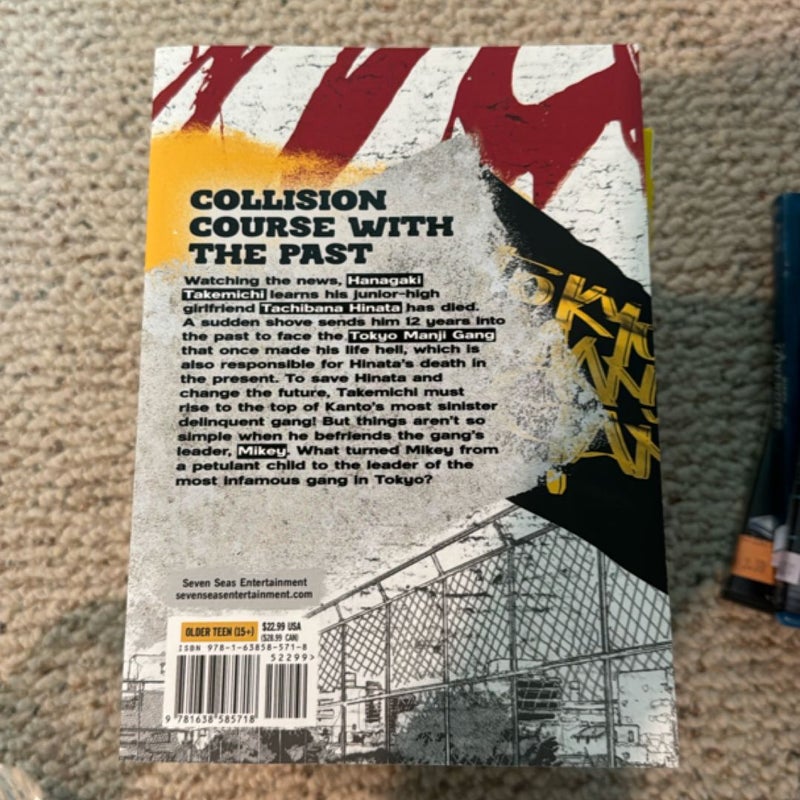 COLLISION
COURSE WITH
THE PAST
Watching the news, Hanagaki
Takemichi learns his junior-high
girlfriend Tachibana Hinata has died.
A sudden shove sends him 12 years into
the past to face the Tokyo Manji Gang
that once made his life hell, which is
also responsible for Hinata's death in
the present. To save Hinata and
change the future, Takemichi must
rise to the top of Kanto's most sinister
delinquent gang! But things aren't so
simple when he befriends the gang's
leader, Mikey. What turned Mikey from
a petulant child to the leader of the
most infamous gang in Tokyo?
Seven Seas Entertainment
sevenseasentertainment.com
OLDER TEEN (15+) $22.99 USA
($28.99 CAN)
ISBN 978-1-63858-571-8
52299>
9 781638 585718